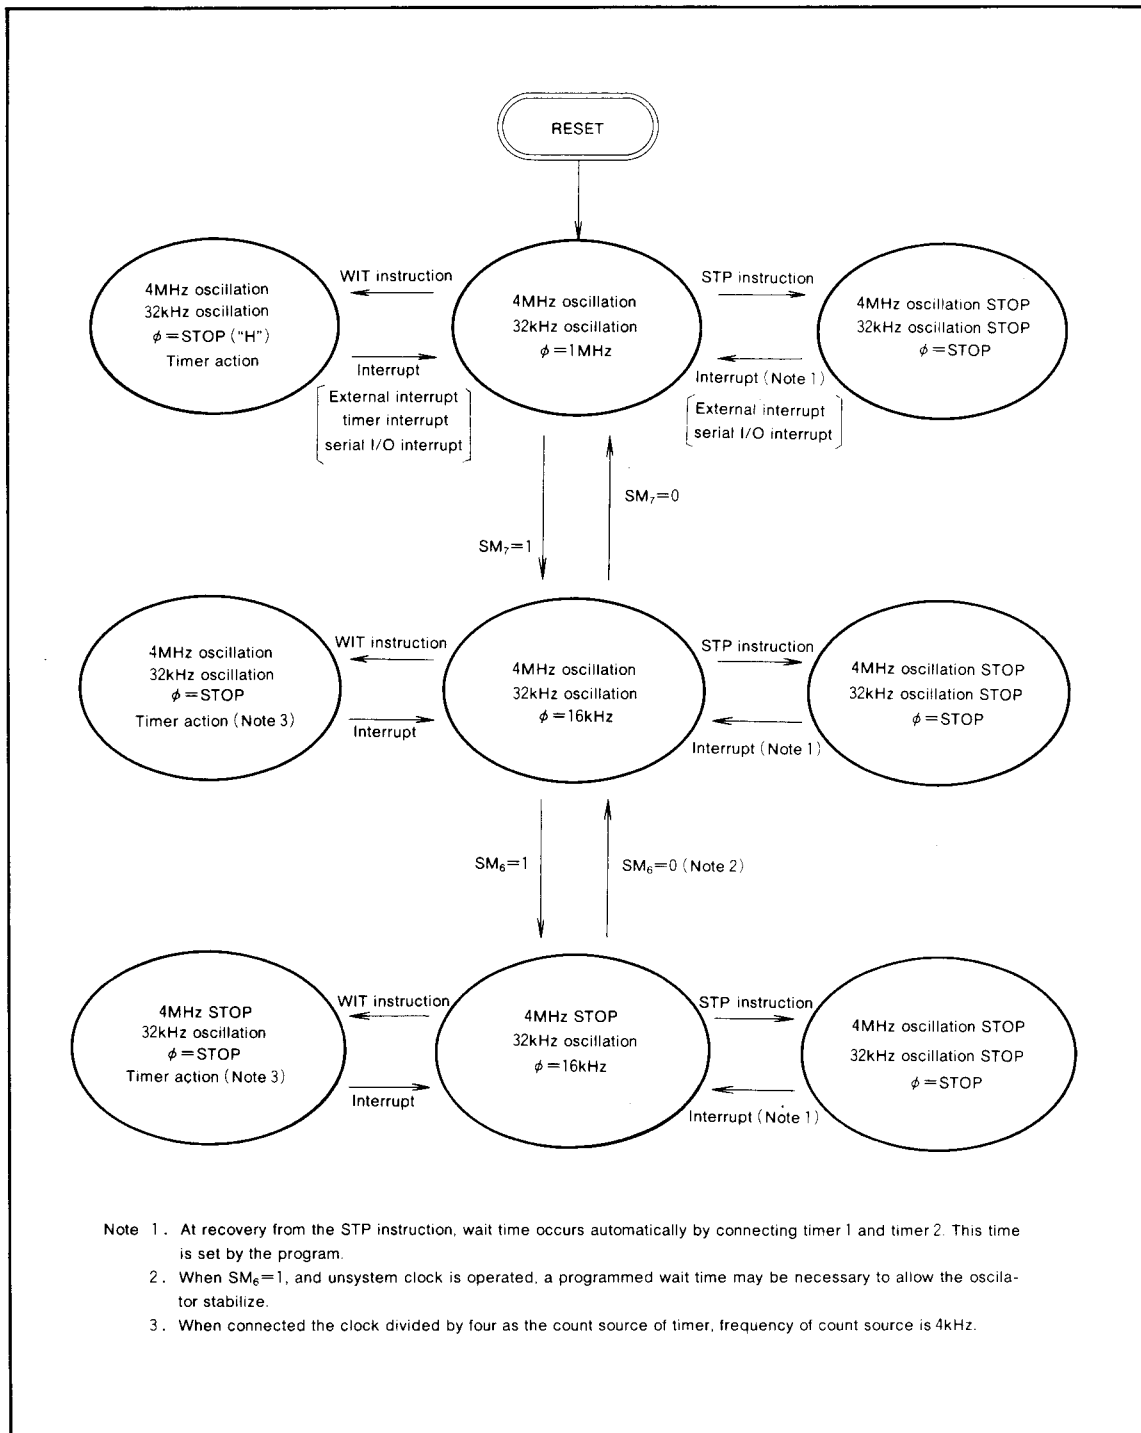 RESET
4MHz oscillation
32kHz oscillation
ϕ=STOP ("H")
Timer action
WIT instruction
Interrupt
External interrupt
timer interrupt
serial I/O interrupt
4MHz oscillation
32kHz oscillation
ϕ=1MHz
STP instruction
Interrupt (Note 1)
External interrupt
serial I/O interrupt
4MHz oscillation STOP
32kHz oscillation STOP
ϕ=STOP
SM₇=1
SM₇=0
4MHz oscillation
32kHz oscillation
ϕ=STOP
Timer action (Note 3)
WIT instruction
Interrupt
4MHz oscillation
32kHz oscillation
ϕ=16kHz
STP instruction
Interrupt (Note 1)
4MHz oscillation STOP
32kHz oscillation STOP
ϕ=STOP
SM₆=1
SM₆=0 (Note 2)
4MHz STOP
32kHz oscillation
ϕ=STOP
Timer action (Note 3)
WIT instruction
Interrupt
4MHz STOP
32kHz oscillation
ϕ=16kHz
STP instruction
Interrupt (Note 1)
4MHz oscillation STOP
32kHz oscillation STOP
ϕ=STOP
Note 1. At recovery from the STP instruction, wait time occurs automatically by connecting timer 1 and timer 2. This time
is set by the program.
2. When SM₆=1, and unsystem clock is operated, a programmed wait time may be necessary to allow the oscila-
tor stabilize.
3. When connected the clock divided by four as the count source of timer, frequency of count source is 4kHz.